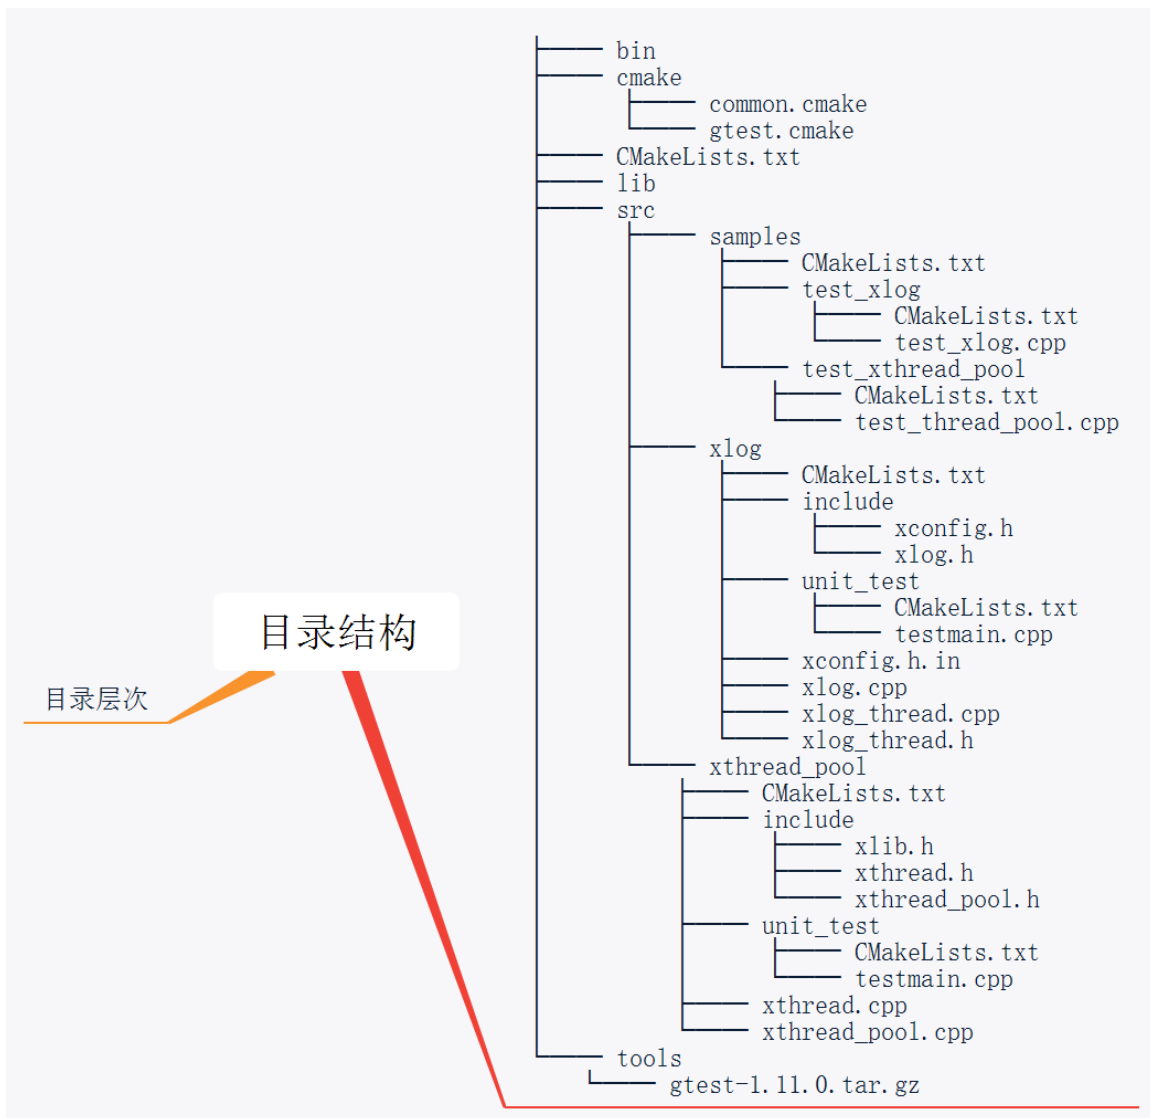 bin
cmake
common.cmake
gtest.cmake
CMakeLists.txt
lib
src
samples
CMakeLists.txt
test_xlog
CMakeLists.txt
test_xlog.cpp
test_xthread_pool
CMakeLists.txt
test_thread_pool.cpp
xlog
CMakeLists.txt
include
xconfig.h
xlog.h
unit_test
CMakeLists.txt
testmain.cpp
xconfig.h.in
xlog.cpp
xlog_thread.cpp
xlog_thread.h
xthread_pool
CMakeLists.txt
include
xlib.h
xthread.h
xthread_pool.h
unit_test
CMakeLists.txt
testmain.cpp
xthread.cpp
xthread_pool.cpp
tools
gtest-1.11.0.tar.gz
目录结构
目录层次